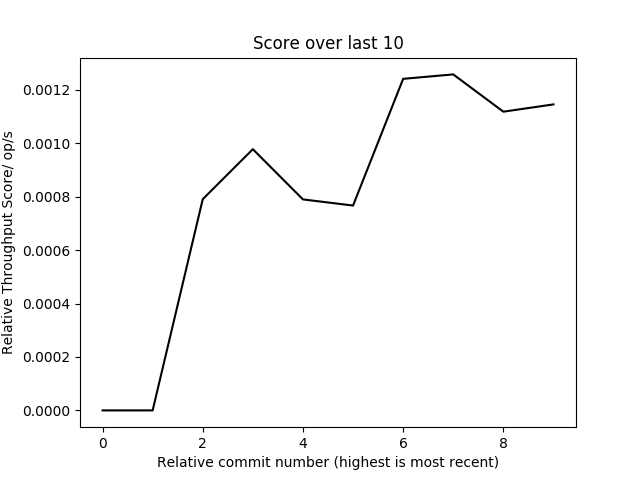 Score over last 10
Relative Throughput Score/ op/s
0.0012
0.0010
0.0008
0.0006
0.0004
0.0002
0.0000
0 2 4 6 8
Relative commit number (highest is most recent)